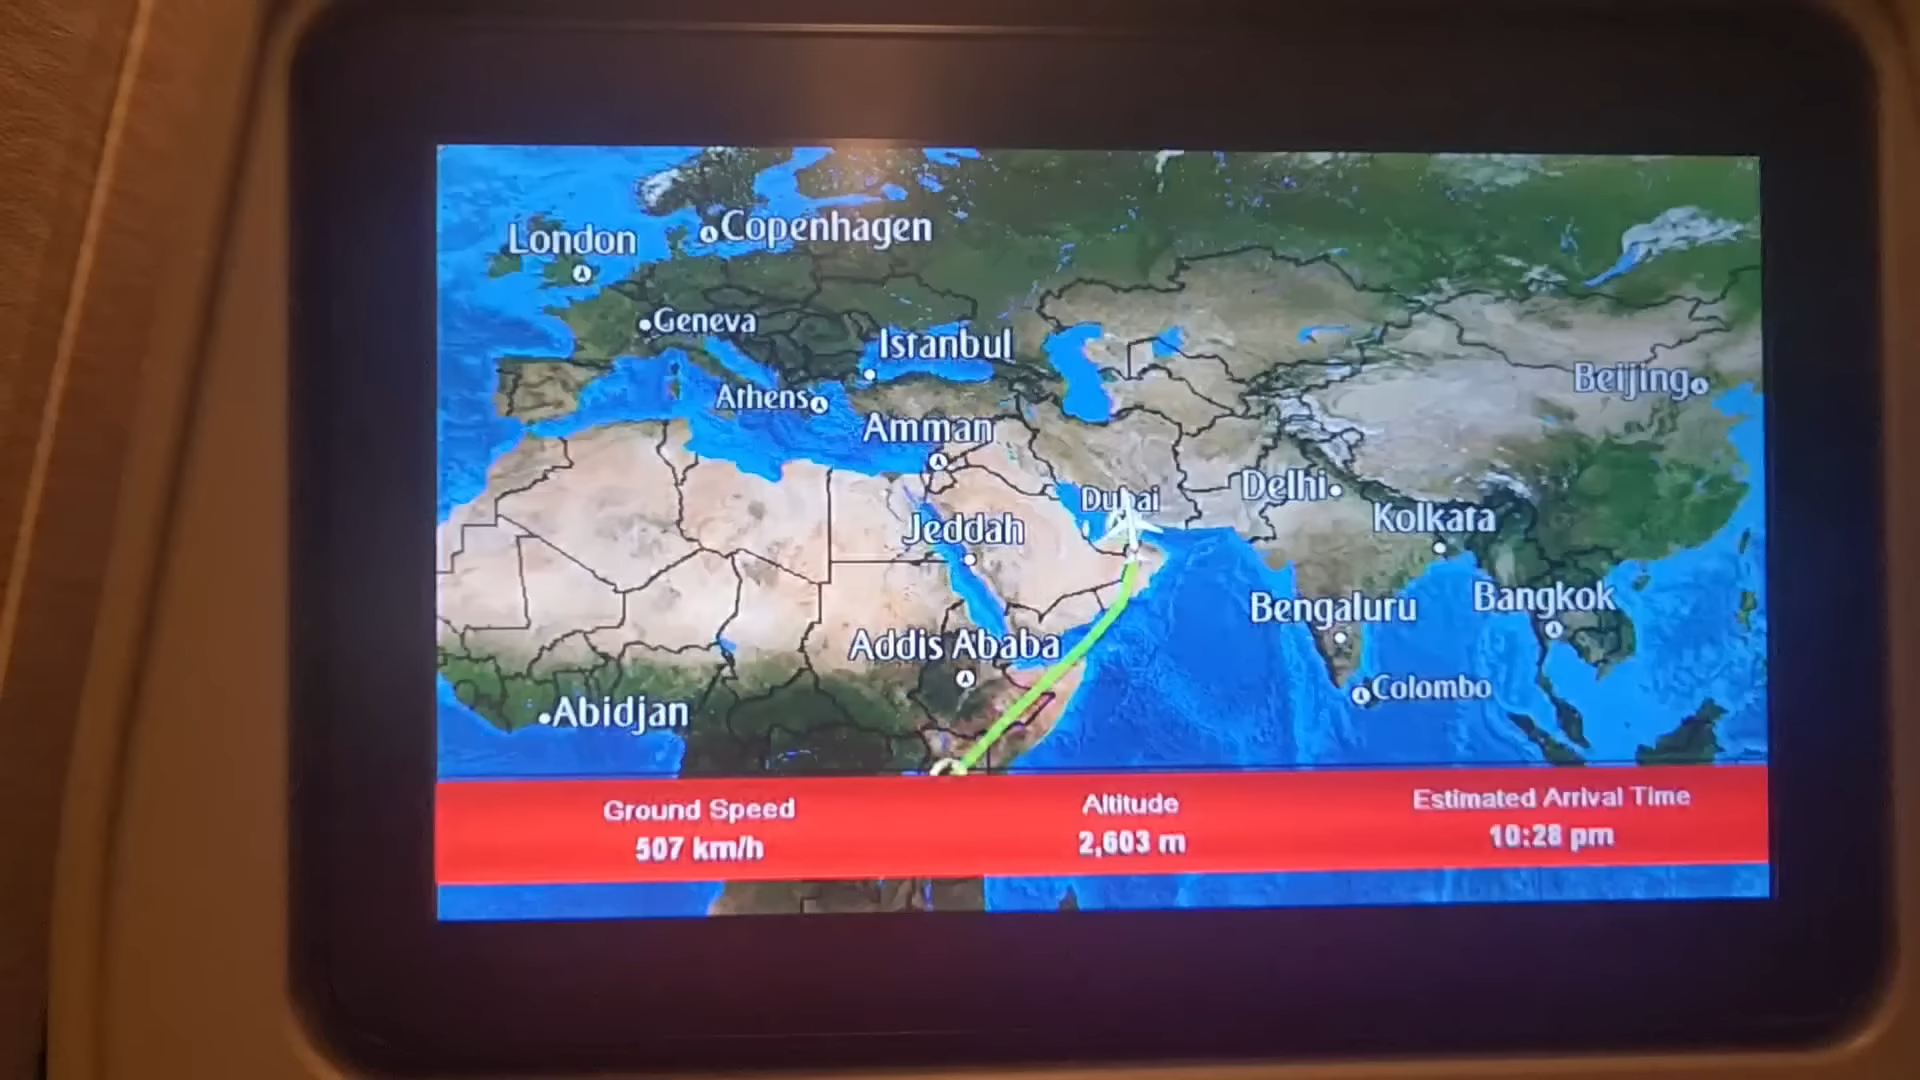 London
Copenhagen
Geneva
Istanbul
Athens
Beijing
Amman
Dubai
Delhi
Jeddah
Kolkata
Bengaluru
Bangkok
Addis Ababa
Colombo
Abidjan
Ground Speed
507 km/h
Altitude
2,603 m
Estimated Arrival Time
10:28 pm